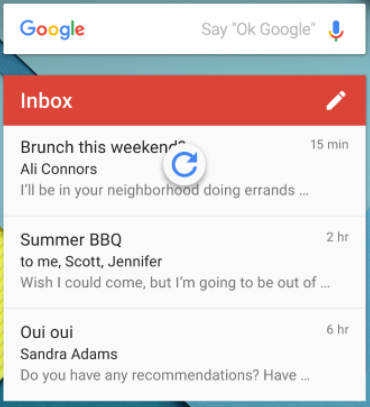 Google Say "Ok Google"
Inbox
Brunch this weekend? 15 min
Ali Connors
I'll be in your neighborhood doing errands ...
Summer BBQ 2 hr
to me, Scott, Jennifer
Wish I could come, but I'm going to be out of ...
Oui oui 6 hr
Sandra Adams
Do you have any recommendations? Have ...